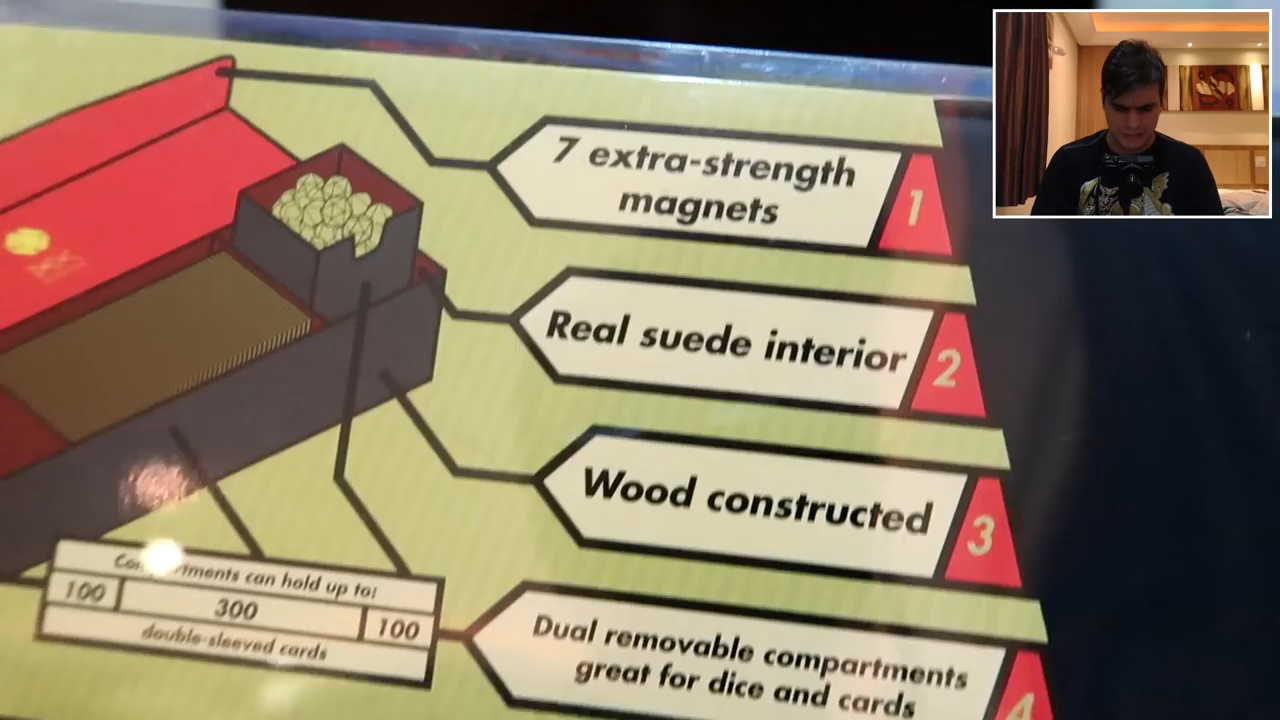 7 extra-strength
magnets
1
Real suede interior
2
Wood constructed
3
Compartments can hold up to:
100
300
100
double-sleeved cards
Dual removable compartments
great for dice and cards
4